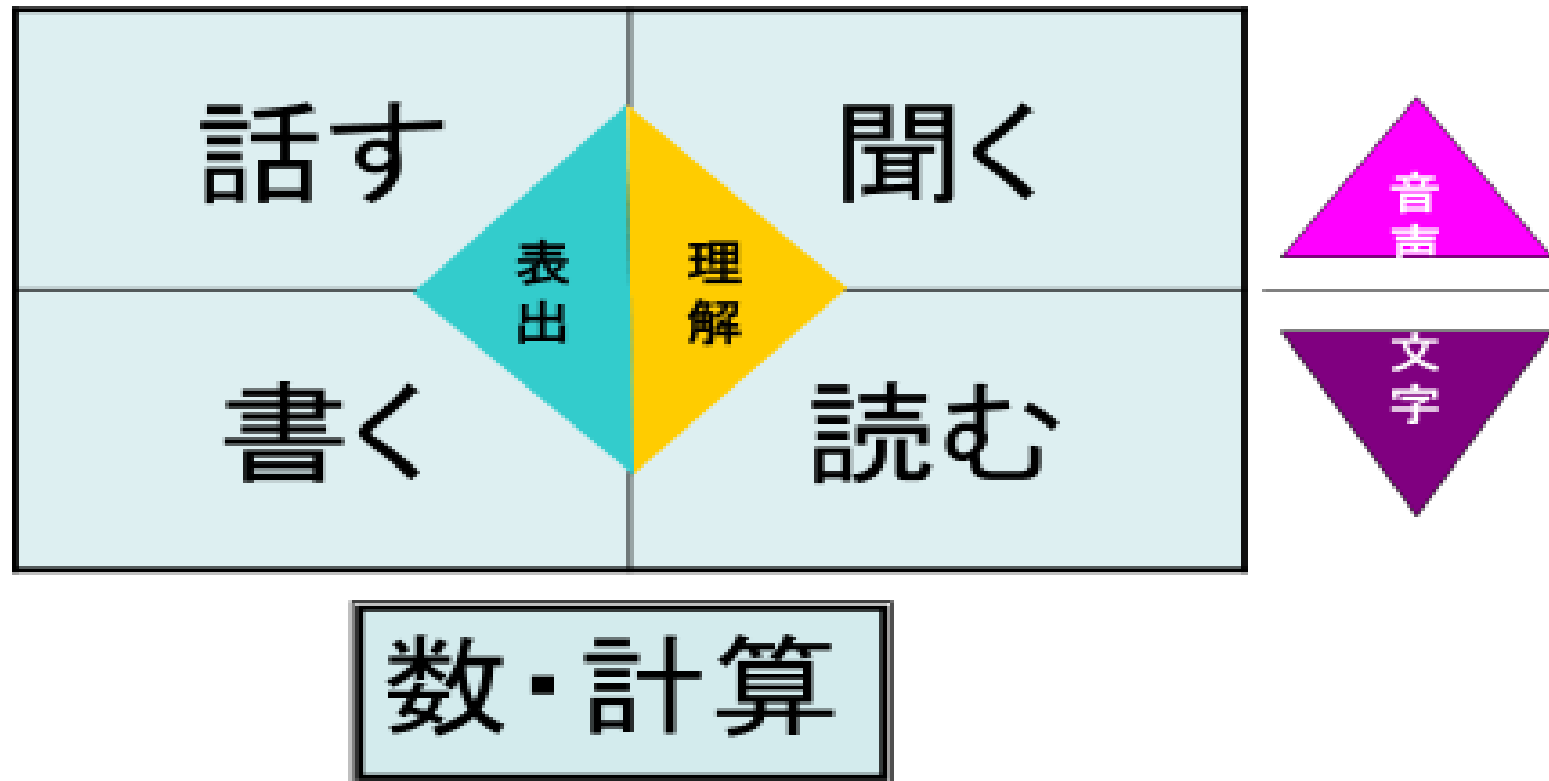 話す
聞く
表出
理解
音声
書く
読む
文字
数・計算